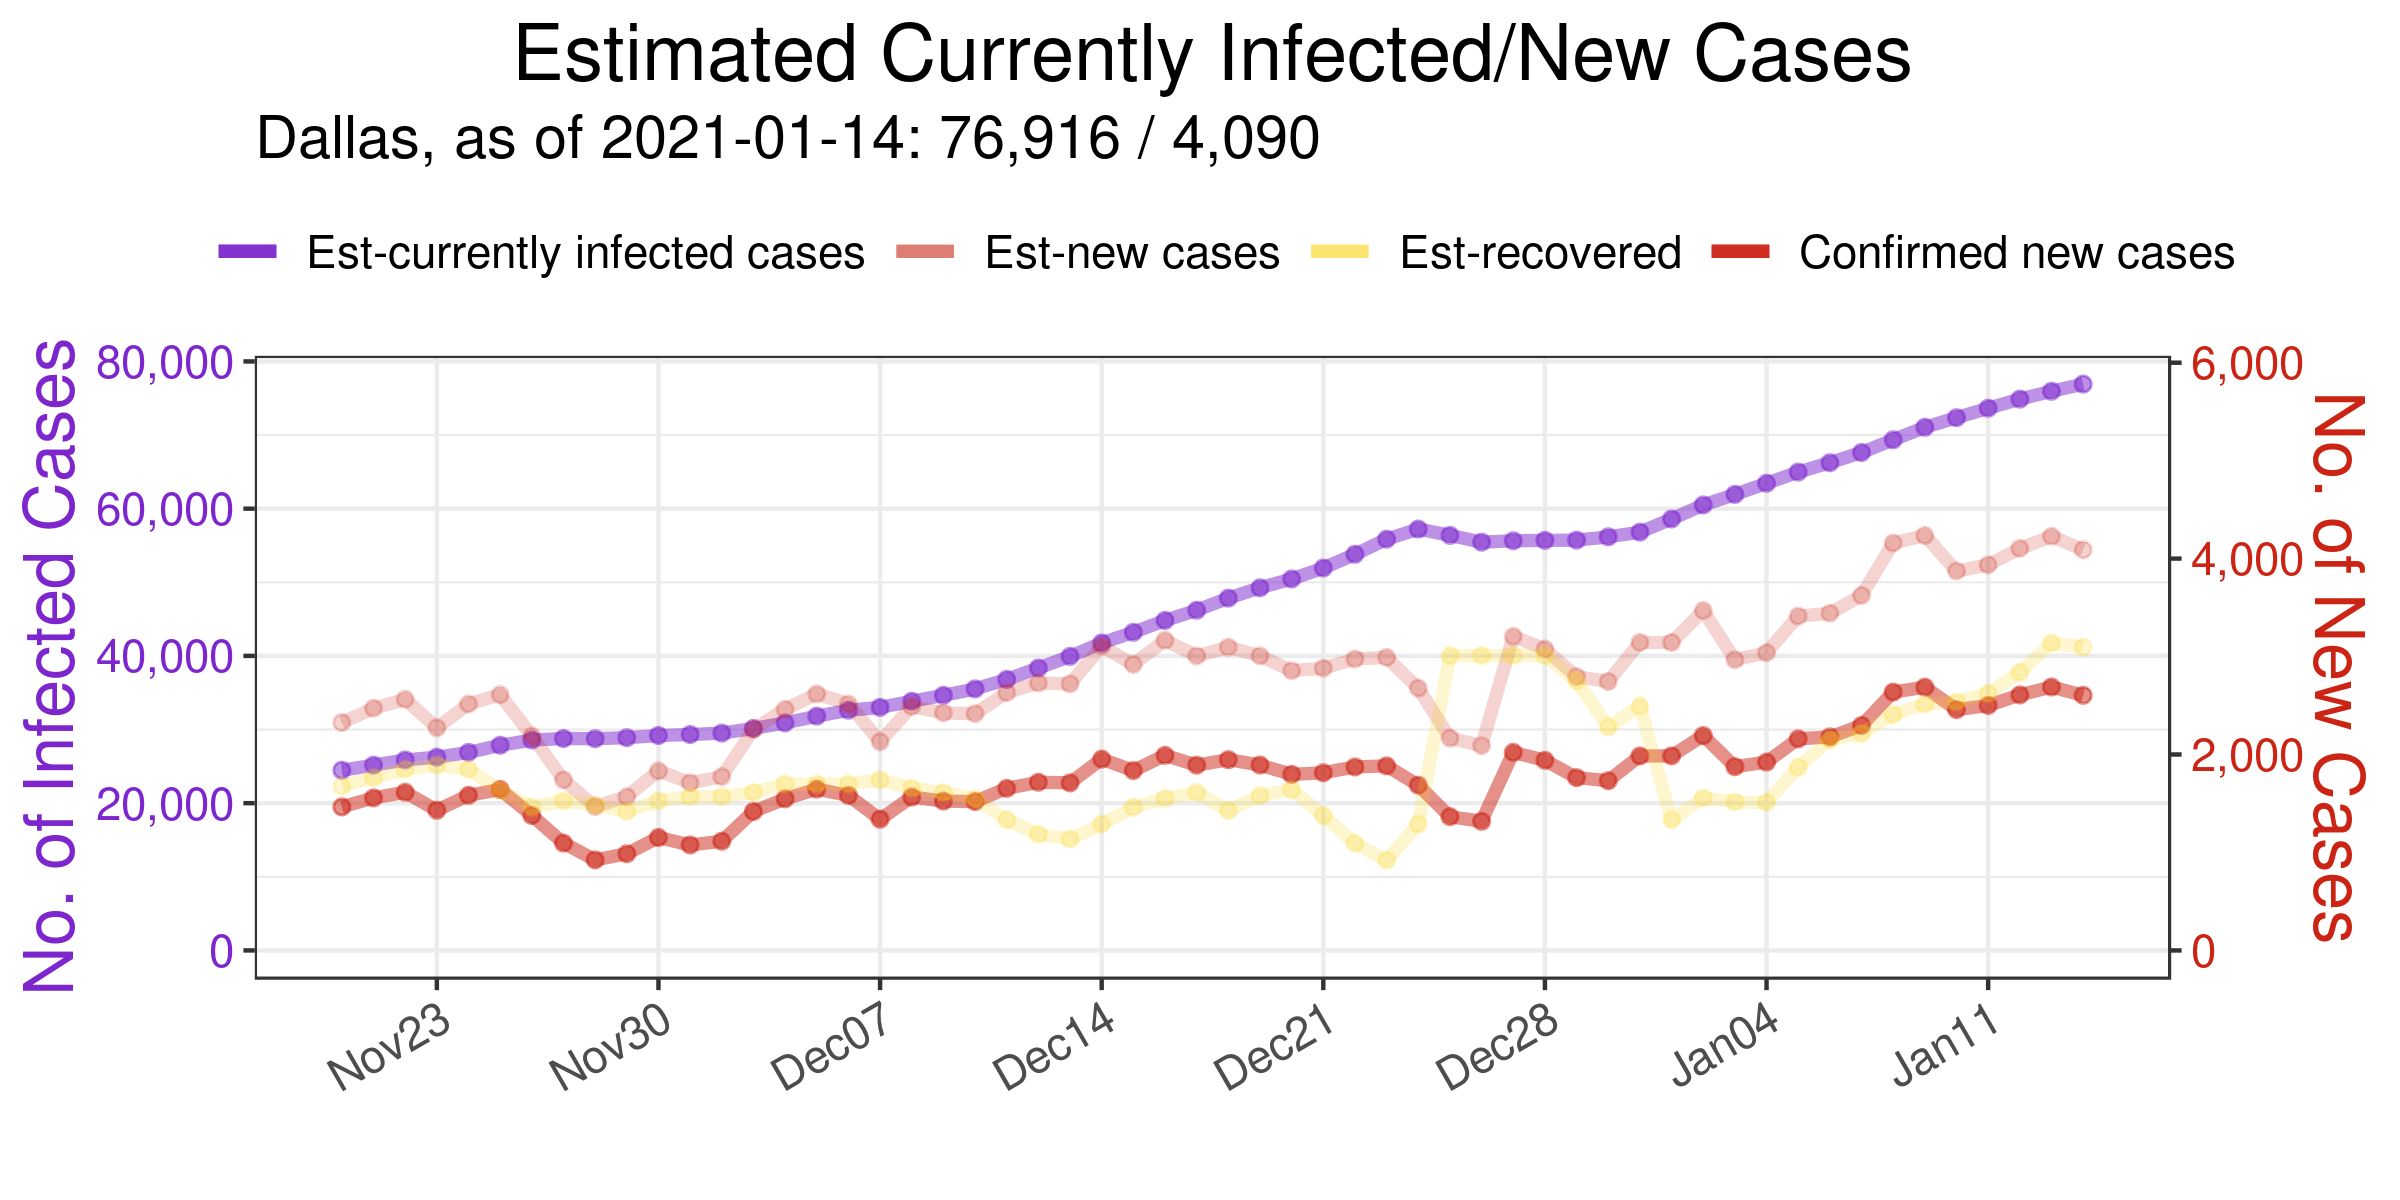 Estimated Currently Infected/New Cases
Dallas, as of 2021-01-14: 76,916 / 4,090
Est-currently infected cases
Est-new cases
Est-recovered
Confirmed new cases
No. of Infected Cases
80,000
60,000
40,000
20,000
0
6,000
4,000
2,000
0
No. of New Cases
Nov23
Nov30
Dec07
Dec14
Dec21
Dec28
Jan04
Jan11